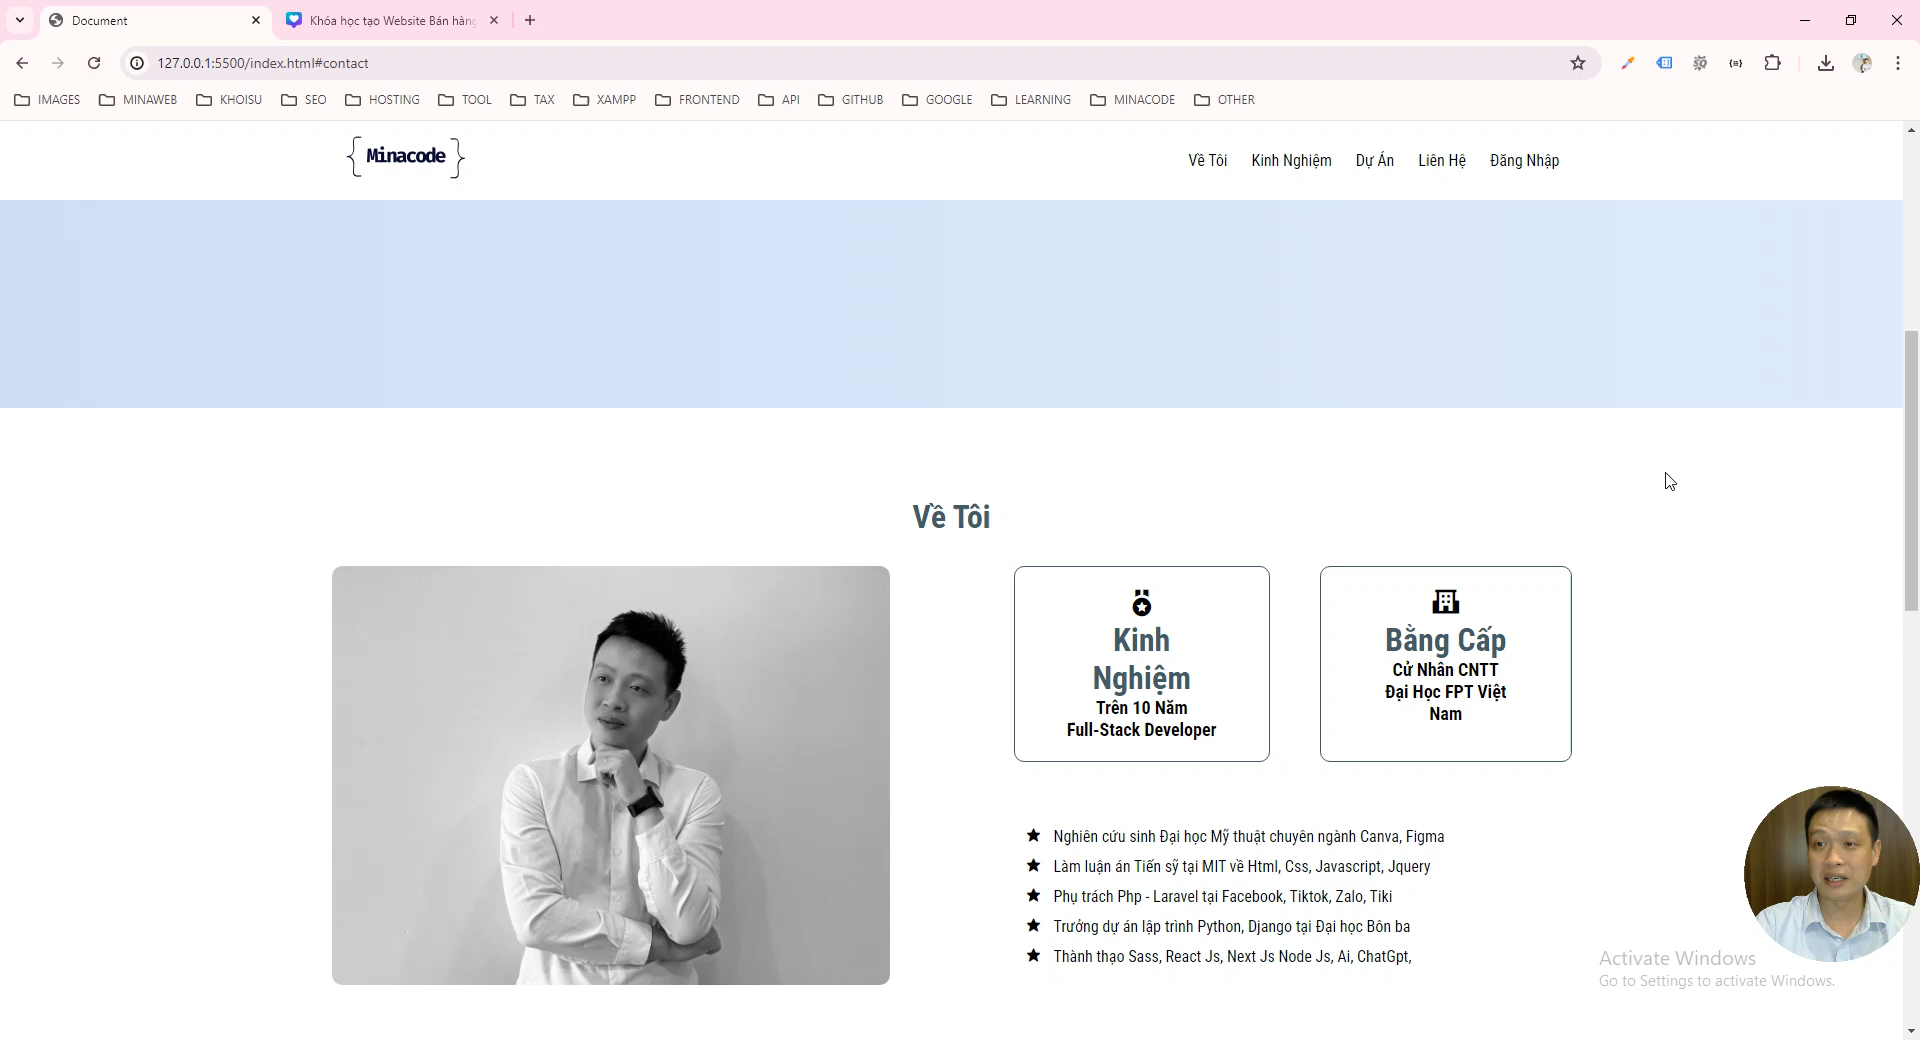 Document
Khóa học tạo Website Bán hàng
127.0.0.1:5500/index.html#contact
IMAGES MINAWEB KHOISU SEO HOSTING TOOL TAX XAMPP FRONTEND API GITHUB GOOGLE LEARNING MINACODE OTHER
Minacode
Về Tôi Kinh Nghiệm Dự Án Liên Hệ Đăng Nhập
Về Tôi
Kinh
Nghiệm
Trên 10 Năm
Full-Stack Developer
Bằng Cấp
Cử Nhân CNTT
Đại Học FPT Việt
Nam
Nghiên cứu sinh Đại học Mỹ thuật chuyên ngành Canva, Figma
Làm luận án Tiến sỹ tại MIT về Html, Css, Javascript, Jquery
Phụ trách Php - Laravel tại Facebook, Tiktok, Zalo, Tiki
Trưởng dự án lập trình Python, Django tại Đại học Bôn ba
Thành thạo Sass, React Js, Next Js Node Js, Ai, ChatGpt,
Activate Windows
Go to Settings to activate Windows.